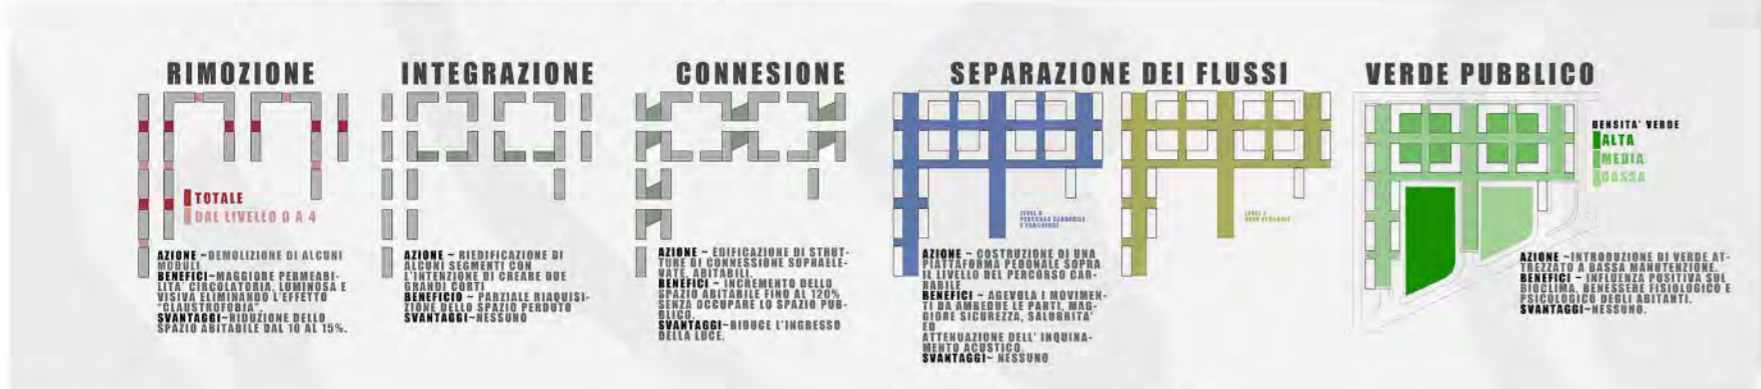 RIMOZIONE
TOTALE
DAL LIVELLO 0 A 4
AZIONE ~DEMOLIZIONE DI ALCUNI
MODULI
BENEFICI~MAGGIORE PERMEABI-
LITA' CIRCOLATORIA, LUMINOSA E
VISIVA ELIMINANDO L'EFFETTO
"CLAUSTROFOBIA".
SVANTAGGI~RIDUZIONE DELLO
SPAZIO ABITABILE DAL 10 AL 15%.
INTEGRAZIONE
AZIONE ~ RIEDIFICAZIONE DI
ALCUNI SEGMENTI CON
L'INTENZIONE DI CREARE DUE
GRANDI CORTI
BENEFICIO ~ PARZIALE RIAQUISI-
ZIONE DELLO SPAZIO PERDUTO
SVANTAGGI~NESSUNO
CONNESIONE
AZIONE ~ EDIFICAZIONE DI STRUT-
TURE DI CONNESSIONE SOPRAELE-
VATE, ABITABILI.
BENEFICI ~ INCREMENTO DELLO
SPAZIO ABITABILE FINO AL 120%
SENZA OCCUPARE LO SPAZIO PUB-
BLICO.
SVANTAGGI~RIDUCE L'INGRESSO
DELLA LUCE.
SEPARAZIONE DEI FLUSSI
AZIONE ~ COSTRUZIONE DI UNA
PIATTAFORMA PEDONALE SOPRA
IL LIVELLO DEL PERCORSO CAR-
RABILE
BENEFICI ~ AGEVOLA I MOVIMEN-
TI DA AMBEDUE LE PARTI, MAG-
GIORE SICUREZZA, SALUBRITA'
ED
ATTENUAZIONE DELL' INQUINA-
MENTO ACUSTICO.
SVANTAGGI~ NESSUNO
VERDE PUBBLICO
DENSITA' VERDE
ALTA
MEDIA
BASSA
AZIONE ~INTRODUZIONE DI VERDE AT-
TREZZATO A BASSA MANUTENZIONE.
BENEFICI ~ INFLUENZA POSITIVA SUL
BIOCLIMA, BENESSERE FISIOLOGICO E
PSICOLOGICO DEGLI ABITANTI.
SVANTAGGI~NESSUNO.